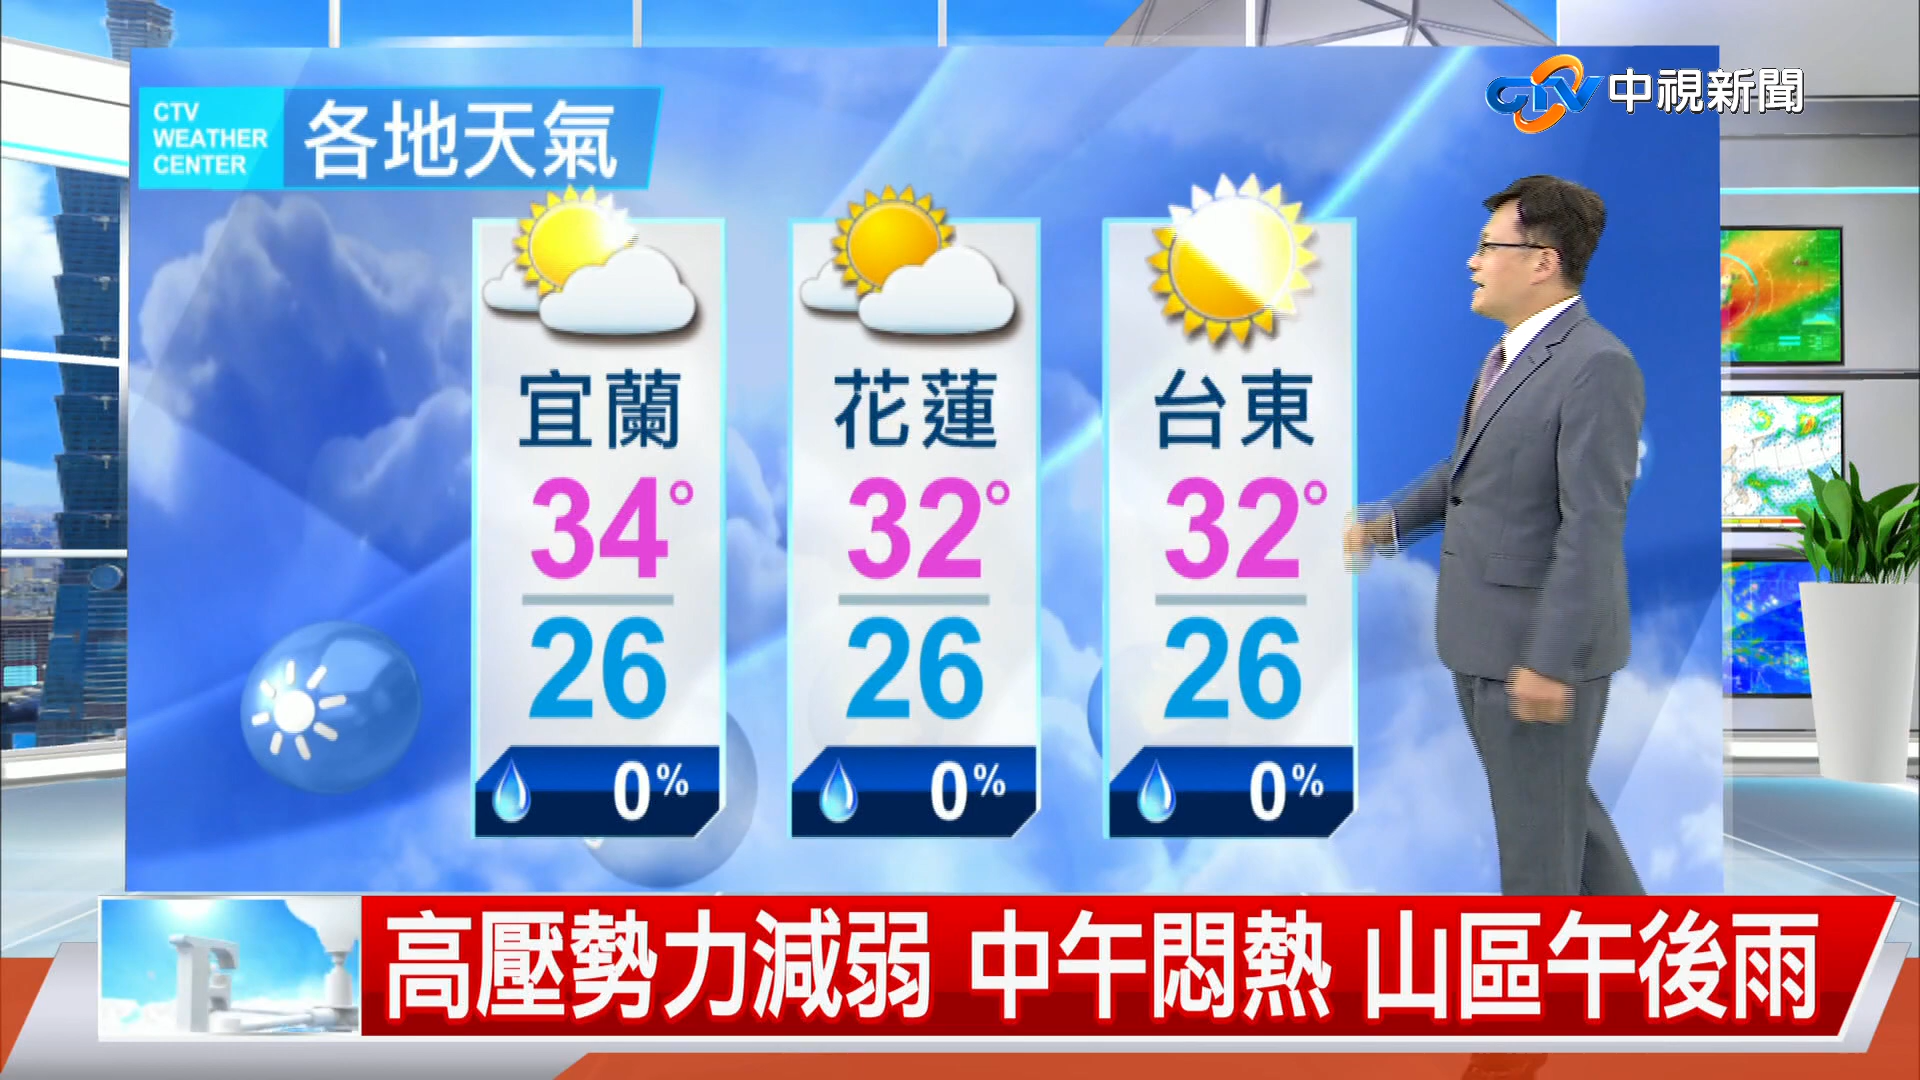 CTV
WEATHER
CENTER
各地天氣
CTV 中視新聞
宜蘭
34°
26
0%
花蓮
32°
26
0%
台東
32°
26
0%
高壓勢力減弱 中午悶熱 山區午後雨